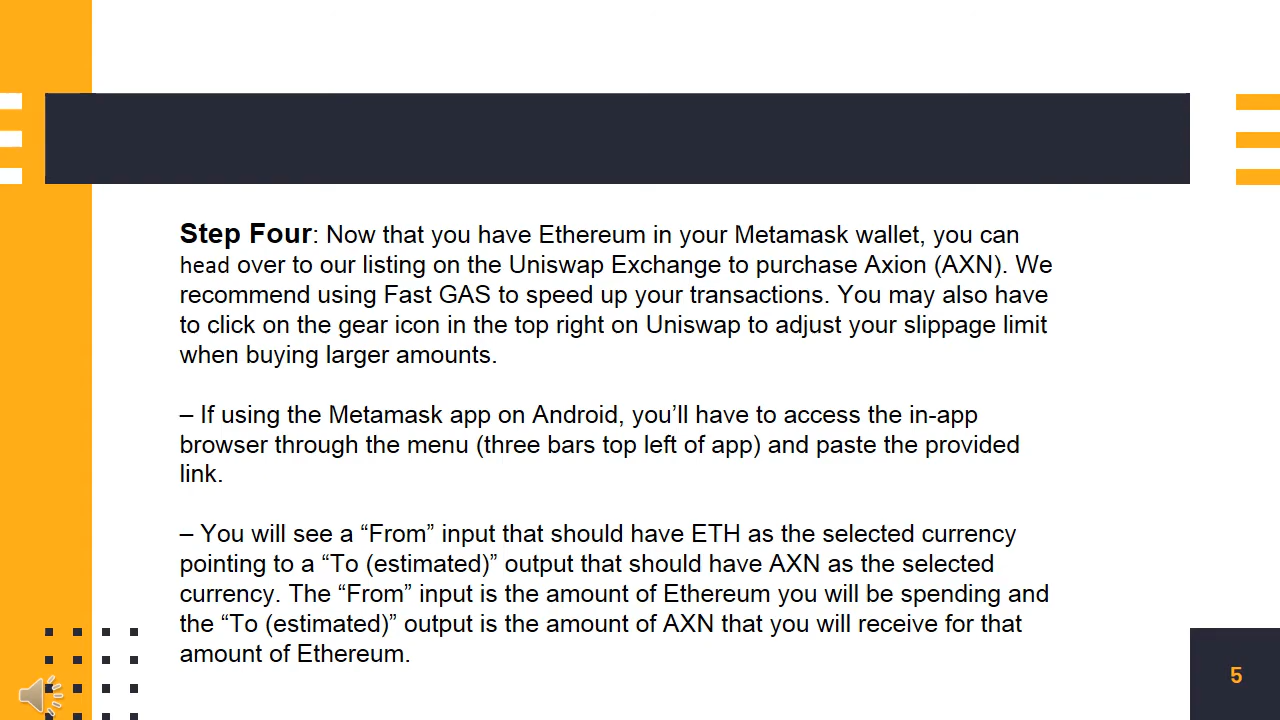 Step Four: Now that you have Ethereum in your Metamask wallet, you can
head over to our listing on the Uniswap Exchange to purchase Axion (AXN). We
recommend using Fast GAS to speed up your transactions. You may also have
to click on the gear icon in the top right on Uniswap to adjust your slippage limit
when buying larger amounts.
– If using the Metamask app on Android, you’ll have to access the in-app
browser through the menu (three bars top left of app) and paste the provided
link.
– You will see a “From” input that should have ETH as the selected currency
pointing to a “To (estimated)” output that should have AXN as the selected
currency. The “From” input is the amount of Ethereum you will be spending and
the “To (estimated)” output is the amount of AXN that you will receive for that
amount of Ethereum.
5